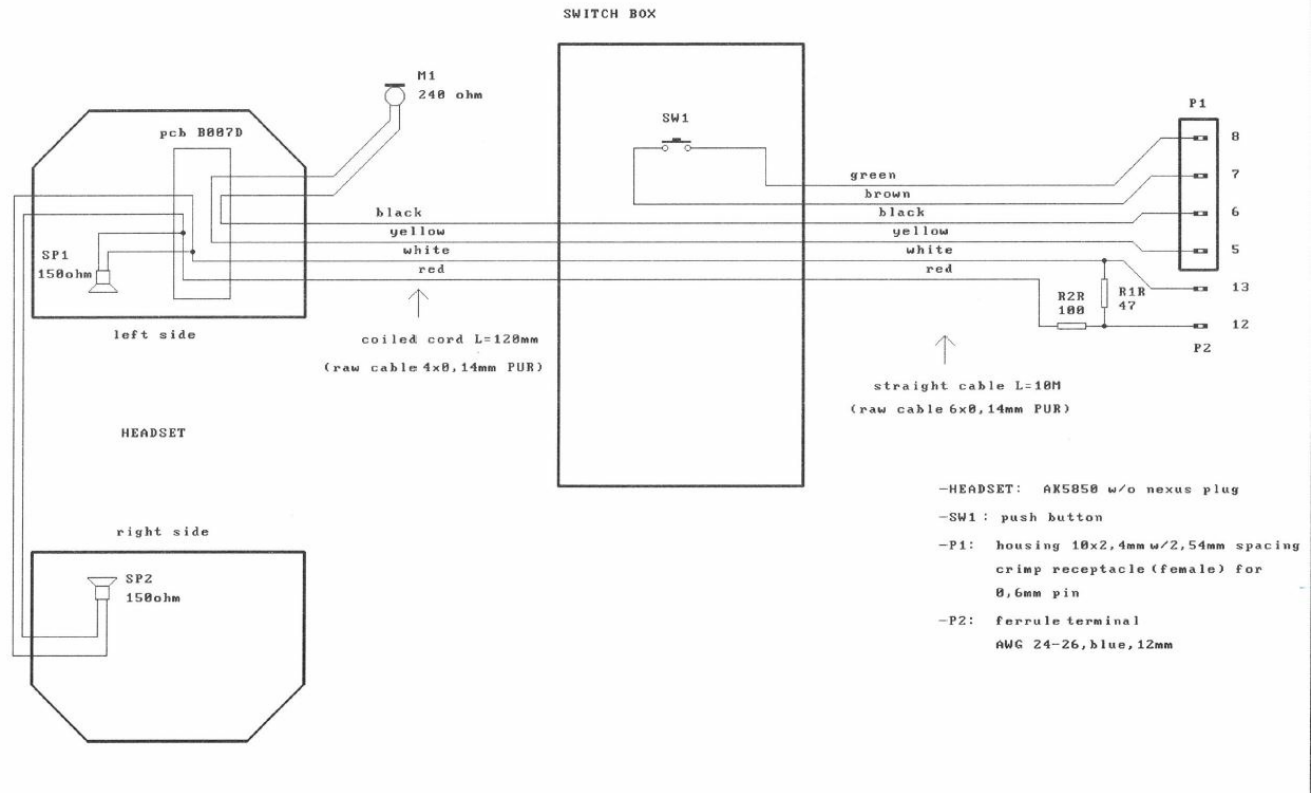 SWITCH BOX
M1
240 ohm
P1
pcb B007D
SW1
8
green
7
brown
black
black
6
yellow
yellow
SP1
white
white
5
150ohm
red
red
13
R2R
100
R1R
47
12
left side
coiled cord L=120mm
P2
(raw cable 4x0,14mm PUR)
straight cable L=10M
(raw cable 6x0,14mm PUR)
HEADSET
-HEADSET: AK5850 w/o nexus plug
-SW1: push button
right side
-P1: housing 10x2,4mm w/2,54mm spacing
crimp receptacle (female) for
0,6mm pin
SP2
150ohm
-P2: ferrule terminal
AWG 24-26, blue, 12mm